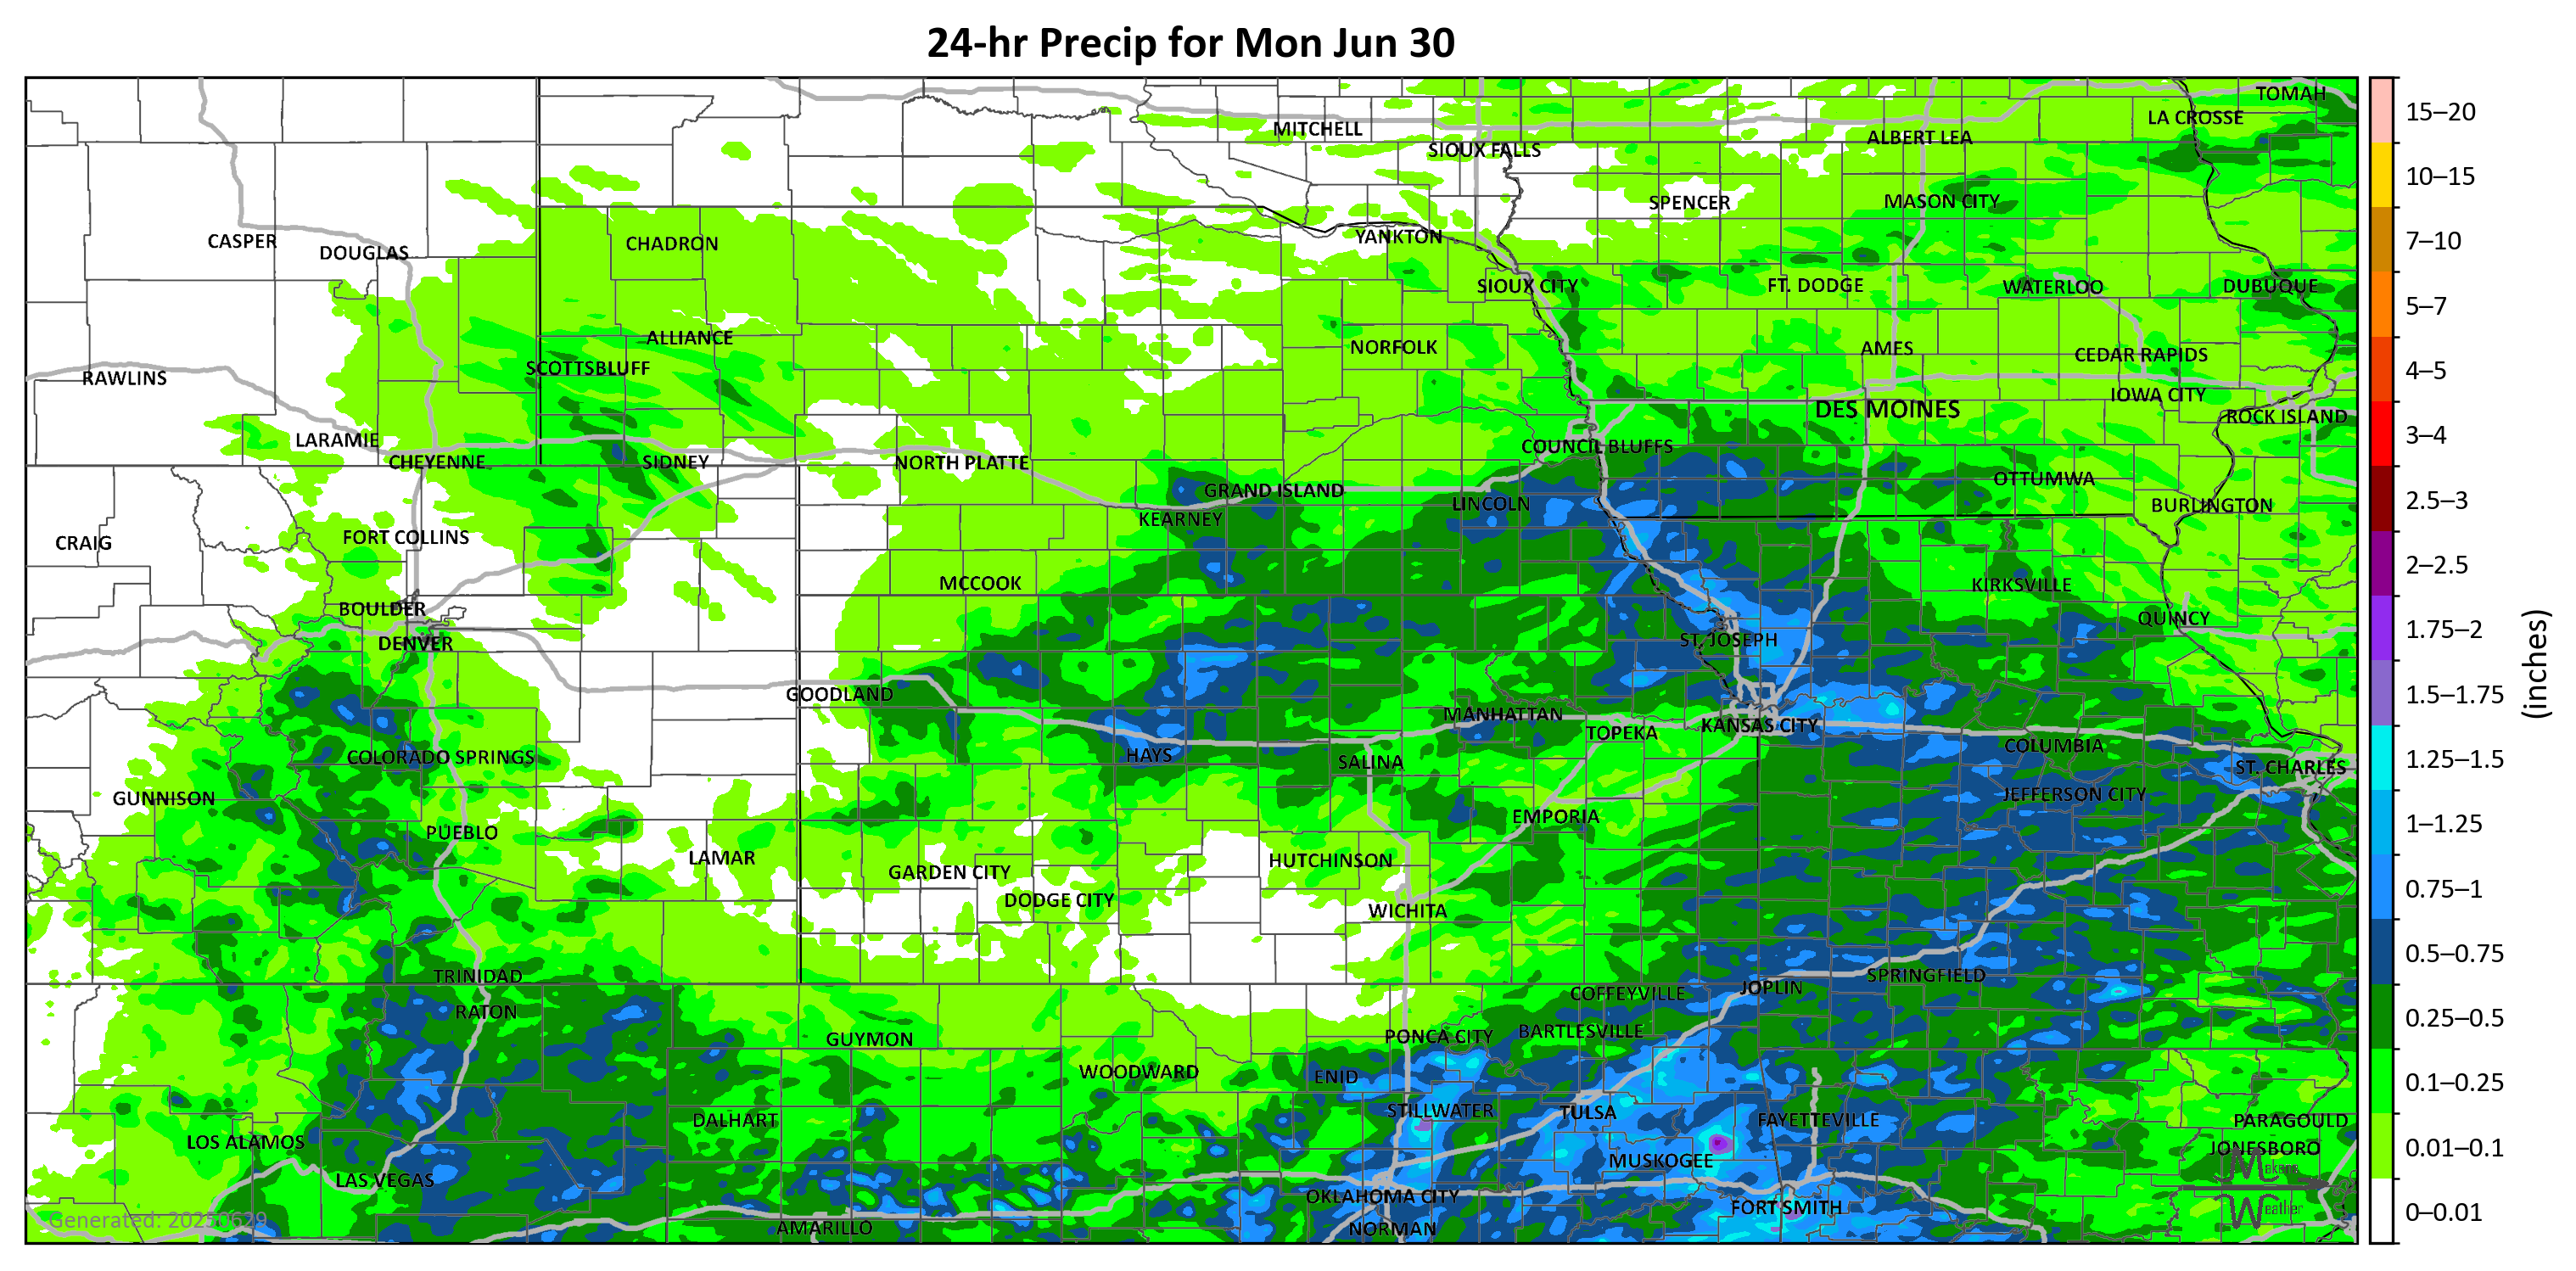 24-hr Precip for Mon Jun 30
TOMAH
LA CROSSE
MITCHELL
ALBERT LEA
SIOUX FALLS
SPENCER
MASON CITY
CASPER
DOUGLAS
CHADRON
YANKTON
SIOUX CITY
FT. DODGE
WATERLOO
DUBUQUE
ALLIANCE
NORFOLK
AMES
CEDAR RAPIDS
SCOTTSBLUFF
RAWLINS
IOWA CITY
DES MOINES
ROCK ISLAND
LARAMIE
COUNCIL BLUFFS
CHEYENNE
SIDNEY
NORTH PLATTE
OTTUMWA
GRAND ISLAND
LINCOLN
BURLINGTON
KEARNEY
FORT COLLINS
CRAIG
MCCOOK
KIRKSVILLE
BOULDER
QUINCY
DENVER
ST. JOSEPH
GOODLAND
MANHATTAN
KANSAS CITY
TOPEKA
COLUMBIA
COLORADO SPRINGS
HAYS
SALINA
ST. CHARLES
GUNNISON
JEFFERSON CITY
EMPORIA
PUEBLO
LAMAR
HUTCHINSON
GARDEN CITY
DODGE CITY
WICHITA
TRINIDAD
SPRINGFIELD
JOPLIN
COFFEYVILLE
RATON
BARTLESVILLE
PONCA CITY
GUYMON
WOODWARD
ENID
STILLWATER
TULSA
DALHART
FAYETTEVILLE
PARAGOULD
LOS ALAMOS
JONESBORO
MUSKOGEE
LAS VEGAS
OKLAHOMA CITY
FORT SMITH
AMARILLO
NORMAN
Generated: 20250629
Weather
15–20
10–15
7–10
5–7
4–5
3–4
2.5–3
2–2.5
1.75–2
1.5–1.75
1.25–1.5
1–1.25
0.75–1
0.5–0.75
0.25–0.5
0.1–0.25
0.01–0.1
0–0.01
(inches)